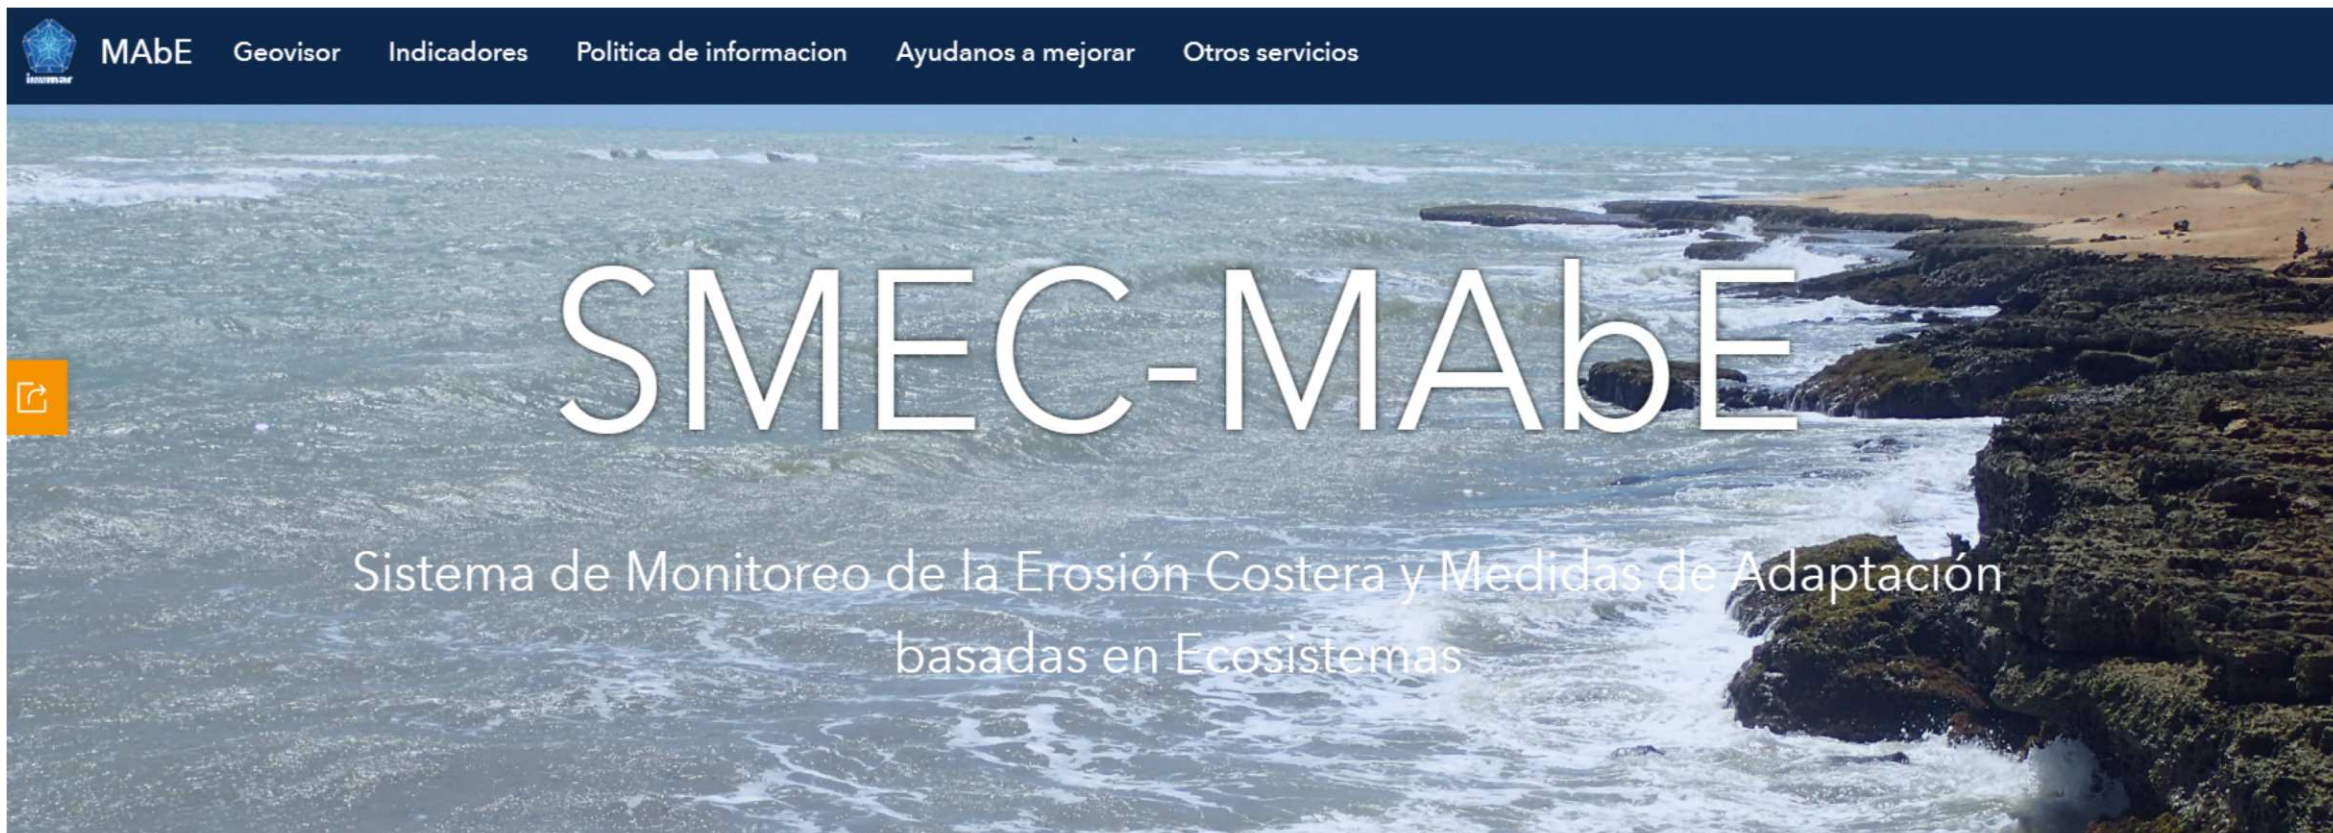 MAbE Geovisor Indicadores Politica de informacion Ayudanos a mejorar Otros servicios
invemar
SMEC-MAbE
Sistema de Monitoreo de la Erosión Costera y Medidas de Adaptación
basadas en Ecosistemas